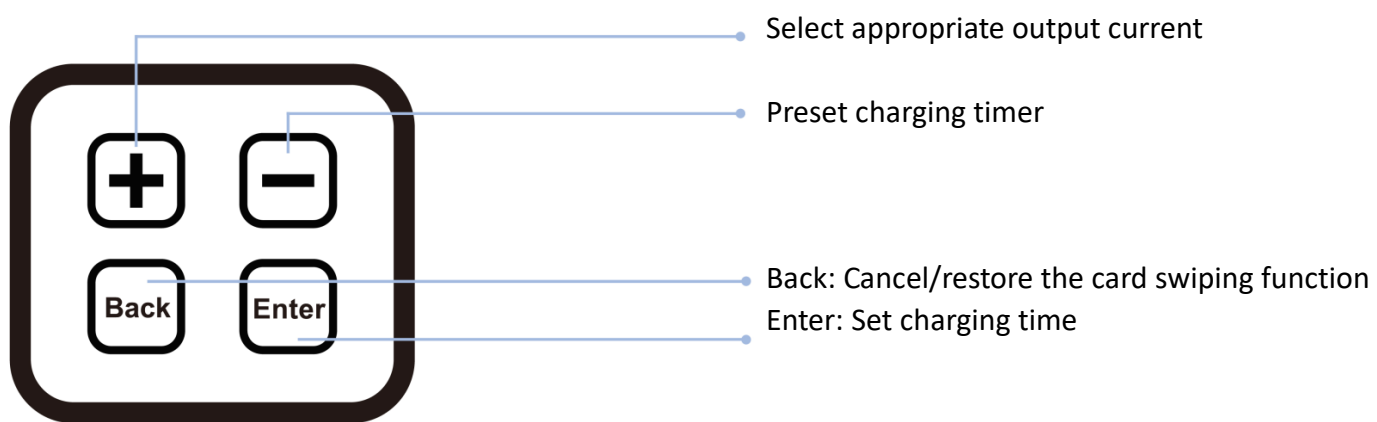 Select appropriate output current
Preset charging timer
+ −
Back: Cancel/restore the card swiping function
Back Enter
Enter: Set charging time